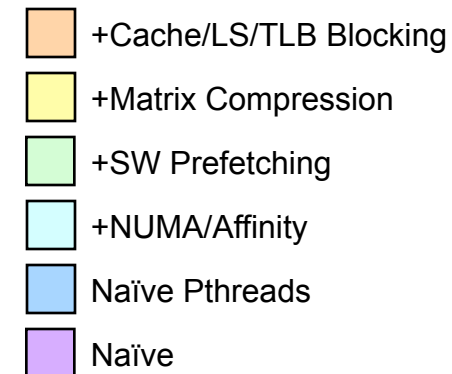 +Cache/LS/TLB Blocking
+Matrix Compression
+SW Prefetching
+NUMA/Affinity
Naïve Pthreads
Naïve